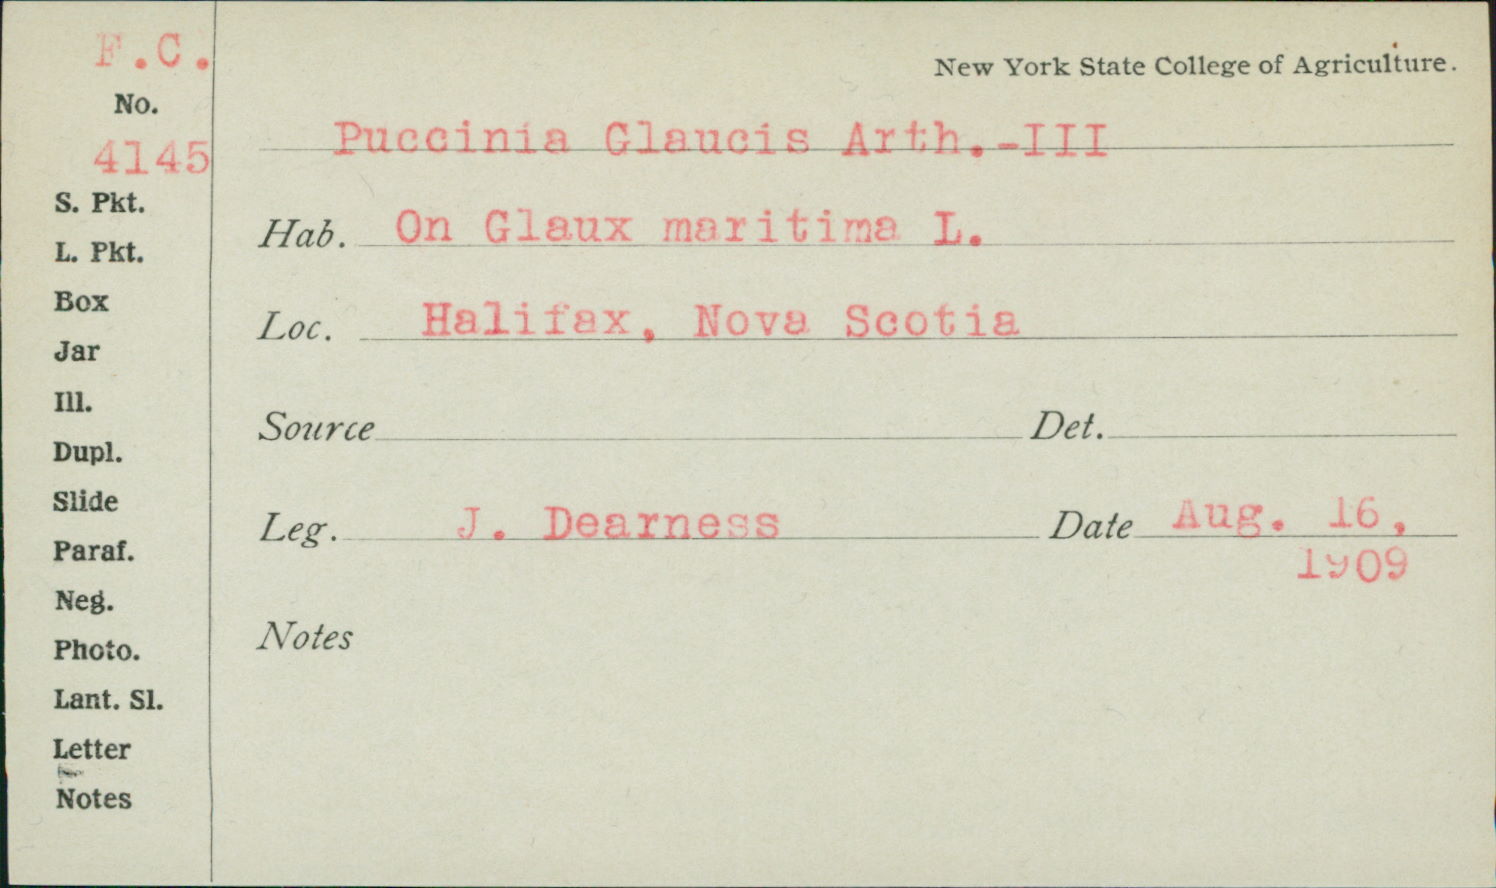 F.C.
New York State College of Agriculture.
No.
4145
Puccinia Glaucis Arth.-III
S. Pkt.
Hab. On Glaux maritima L.
L. Pkt.
Box
Loc. Halifax, Nova Scotia
Jar
Ill.
Source Det.
Dupl.
Slide
Leg. J. Dearness Date Aug. 16,
1909
Paraf.
Neg.
Notes
Photo.
Lant. Sl.
Letter
Notes